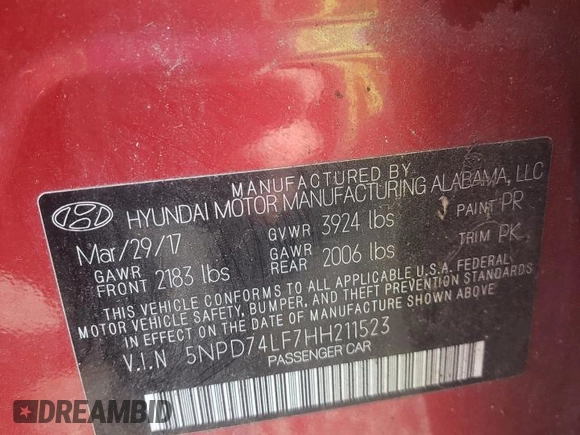 MANUFACTURED BY
HYUNDAI MOTOR MANUFACTURING ALABAMA, LLC
Mar/29/17
GVWR 3924 lbs
PAINT PR
GAWR FRONT 2183 lbs
GAWR REAR 2006 lbs
TRIM PK
THIS VEHICLE CONFORMS TO ALL APPLICABLE U.S.A. FEDERAL
MOTOR VEHICLE SAFETY, BUMPER, AND THEFT PREVENTION STANDARDS
IN EFFECT ON THE DATE OF MANUFACTURE SHOWN ABOVE
V.I.N 5NPD74LF7HH211523
PASSENGER CAR
DREAMBID